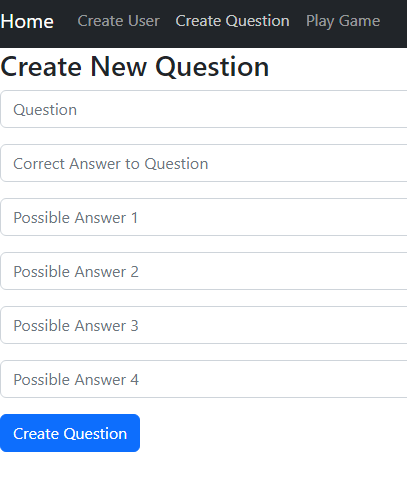 Home Create User Create Question Play Game
Create New Question
Question
Correct Answer to Question
Possible Answer 1
Possible Answer 2
Possible Answer 3
Possible Answer 4
Create Question